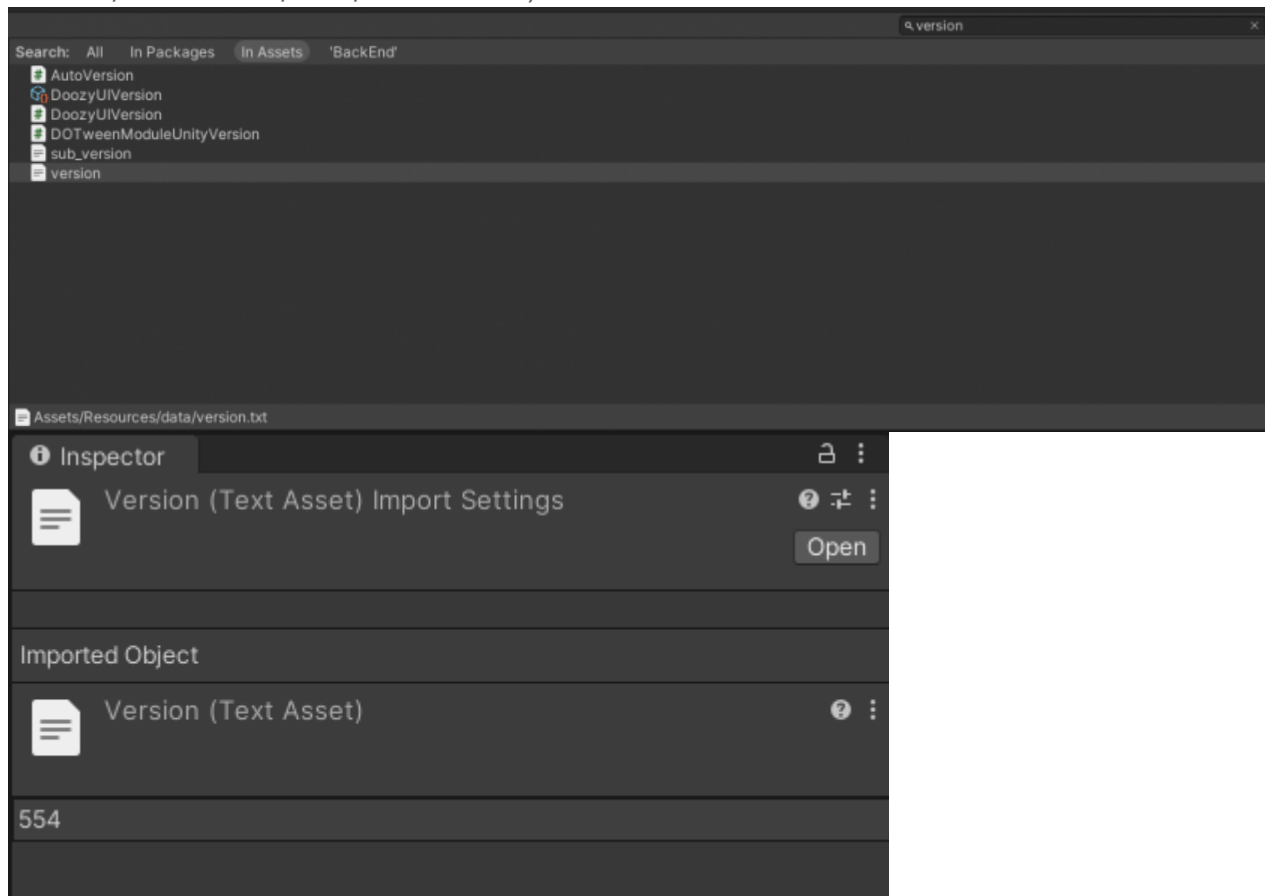 version
Search: All In Packages In Assets 'BackEnd'
AutoVersion
DoozyUIVersion
DoozyUIVersion
DOTweenModuleUnityVersion
sub_version
version
Assets/Resources/data/version.txt
Inspector
Version (Text Asset) Import Settings
Open
Imported Object
Version (Text Asset)
554